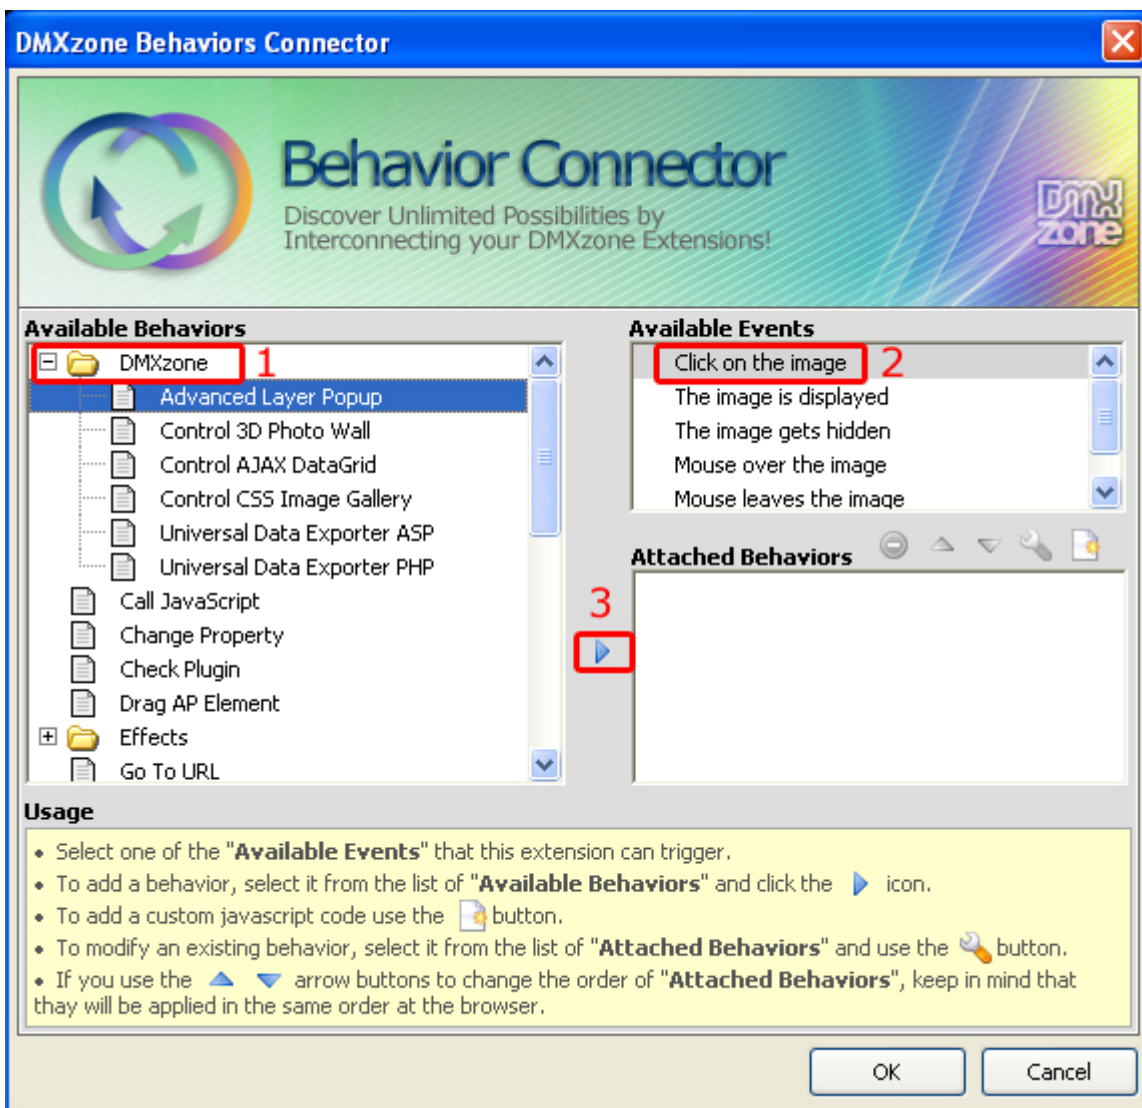 DMXzone Behaviors Connector
Behavior Connector
Discover Unlimited Possibilities by
Interconnecting your DMXzone Extensions!
DMX
zone
Available Behaviors
DMXzone
1
Advanced Layer Popup
Control 3D Photo Wall
Control AJAX DataGrid
Control CSS Image Gallery
Universal Data Exporter ASP
Universal Data Exporter PHP
Call JavaScript
Change Property
Check Plugin
Drag AP Element
Effects
Go To URL
Available Events
Click on the image
2
The image is displayed
The image gets hidden
Mouse over the image
Mouse leaves the image
Attached Behaviors
3
Usage
• Select one of the "Available Events" that this extension can trigger.
• To add a behavior, select it from the list of "Available Behaviors" and click the icon.
• To add a custom javascript code use the button.
• To modify an existing behavior, select it from the list of "Attached Behaviors" and use the button.
• If you use the arrow buttons to change the order of "Attached Behaviors", keep in mind that
thay will be applied in the same order at the browser.
OK
Cancel